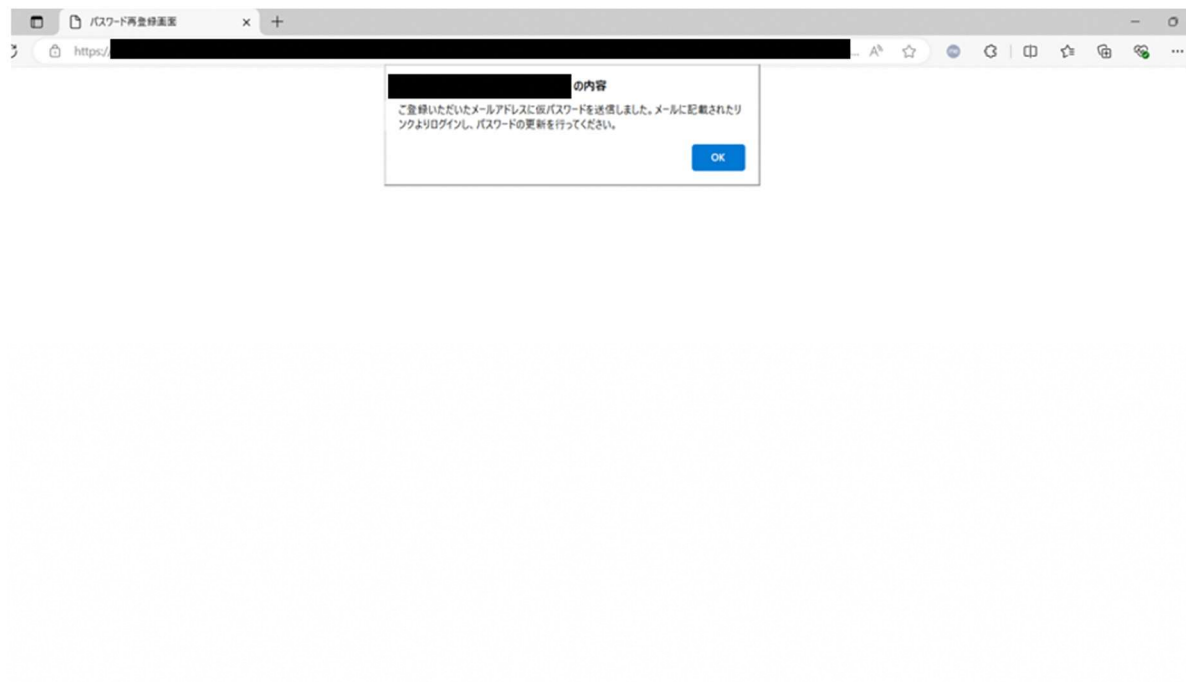 パスワード再登録画面
https://
の内容
ご登録いただいたメールアドレスに仮パスワードを送信しました。メールに記載されたリ
ンクよりログインし、パスワードの更新を行ってください。
OK